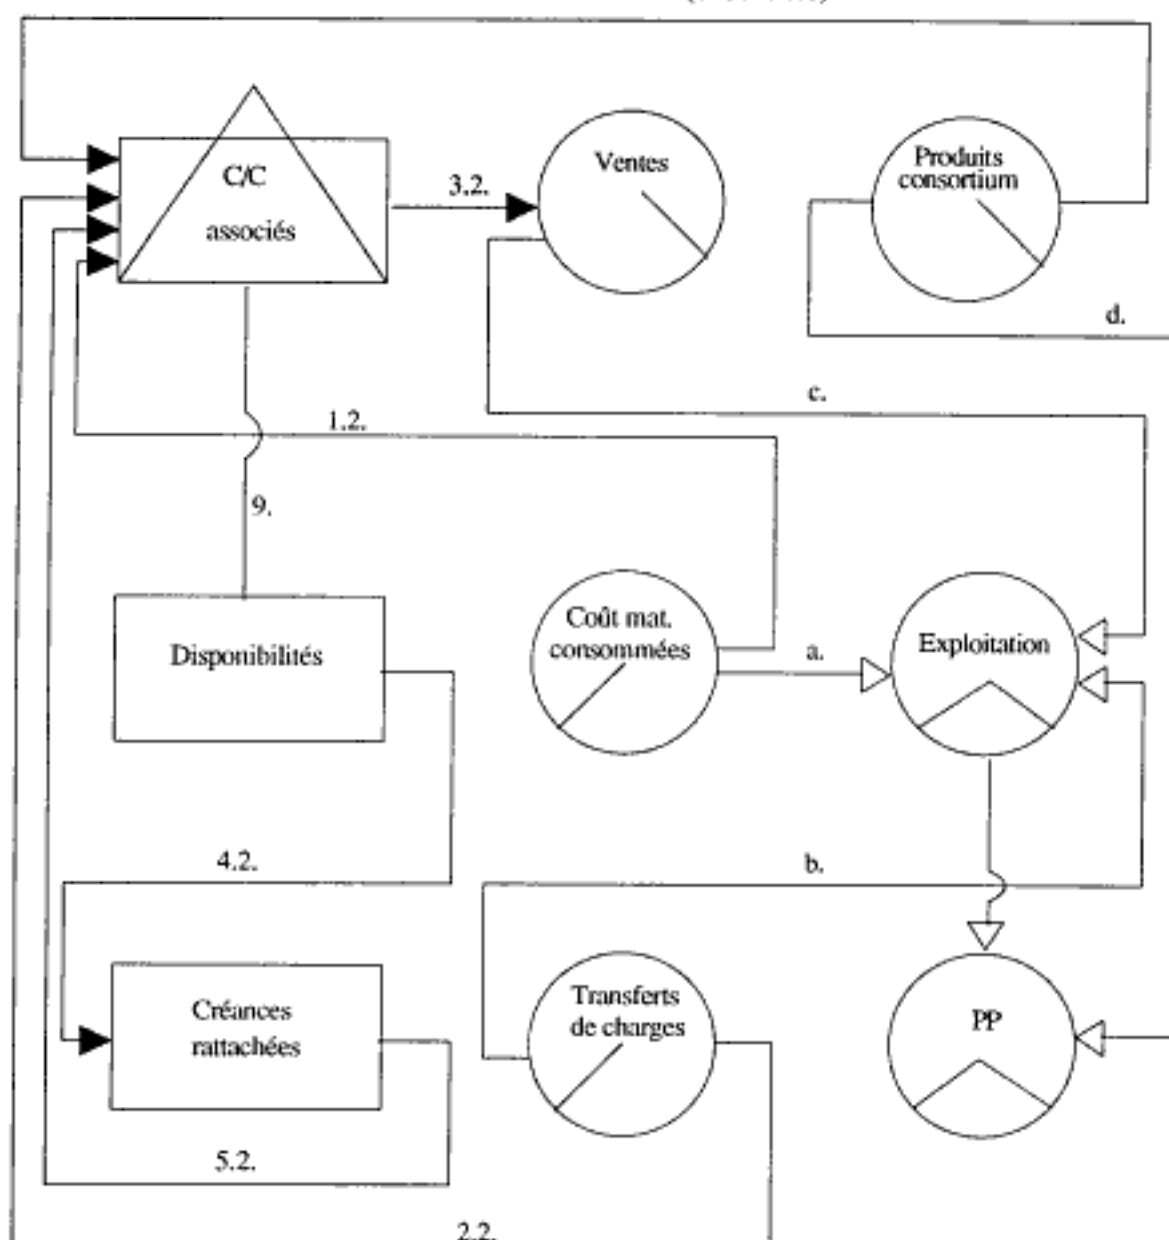 C/C
associés
3.2.
Ventes
Produits
consortium
d.
c.
1.2.
9.
Disponibilités
Coût mat.
consommées
a.
Exploitation
4.2.
b.
Créances
rattachées
Transferts
de charges
PP
5.2.
2.2.